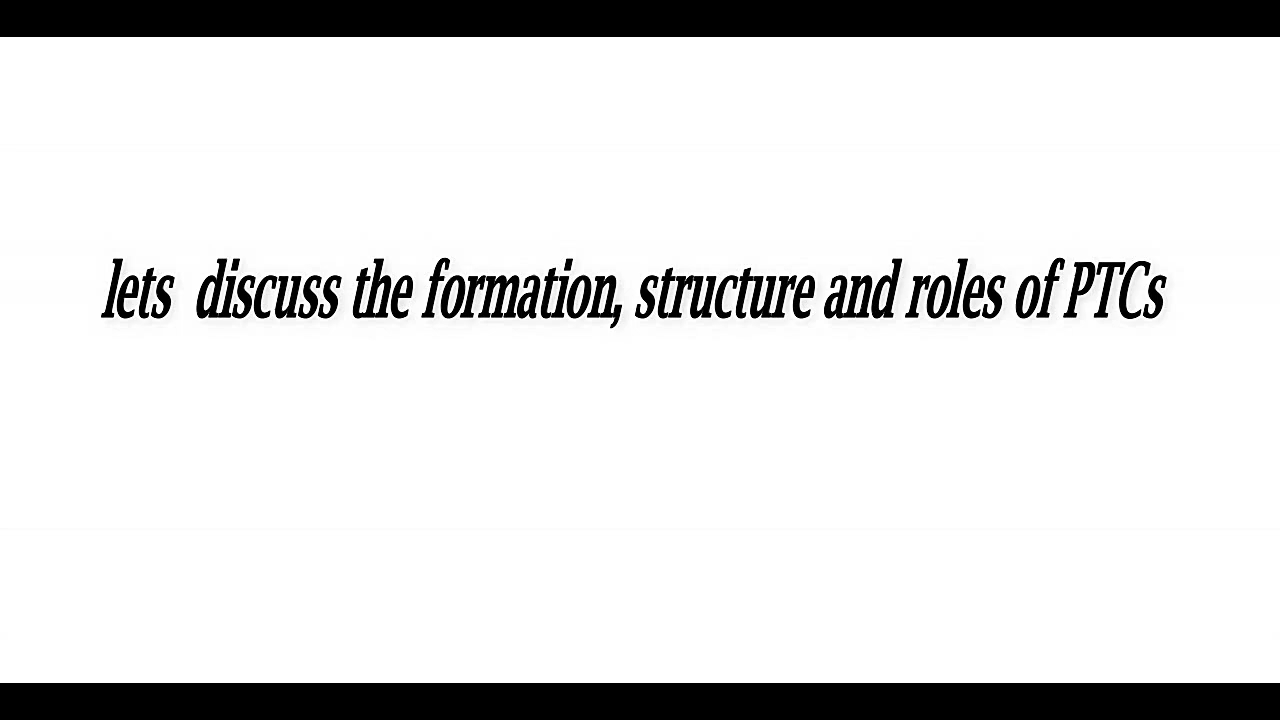 lets discuss the formation, structure and roles of PTCs